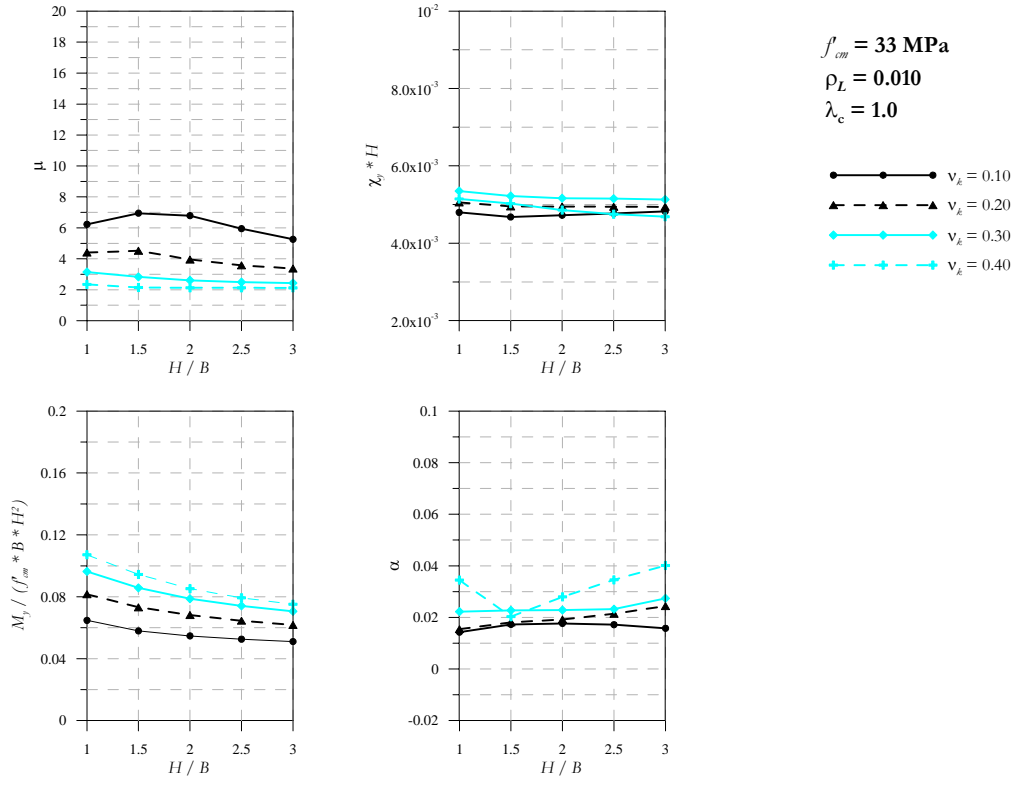 20
18
16
14
12
10
8
6
4
2
0
μ
1 1.5 2 2.5 3
H / B
10⁻²
8.0x10⁻³
6.0x10⁻³
4.0x10⁻³
2.0x10⁻³
χy * H
1 1.5 2 2.5 3
H / B
f'cm = 33 MPa
ρL = 0.010
λc = 1.0
νk = 0.10
νk = 0.20
νk = 0.30
νk = 0.40
0.2
0.16
0.12
0.08
0.04
0
My / (f'cm * B * H²)
1 1.5 2 2.5 3
H / B
0.1
0.08
0.06
0.04
0.02
0
-0.02
α
1 1.5 2 2.5 3
H / B